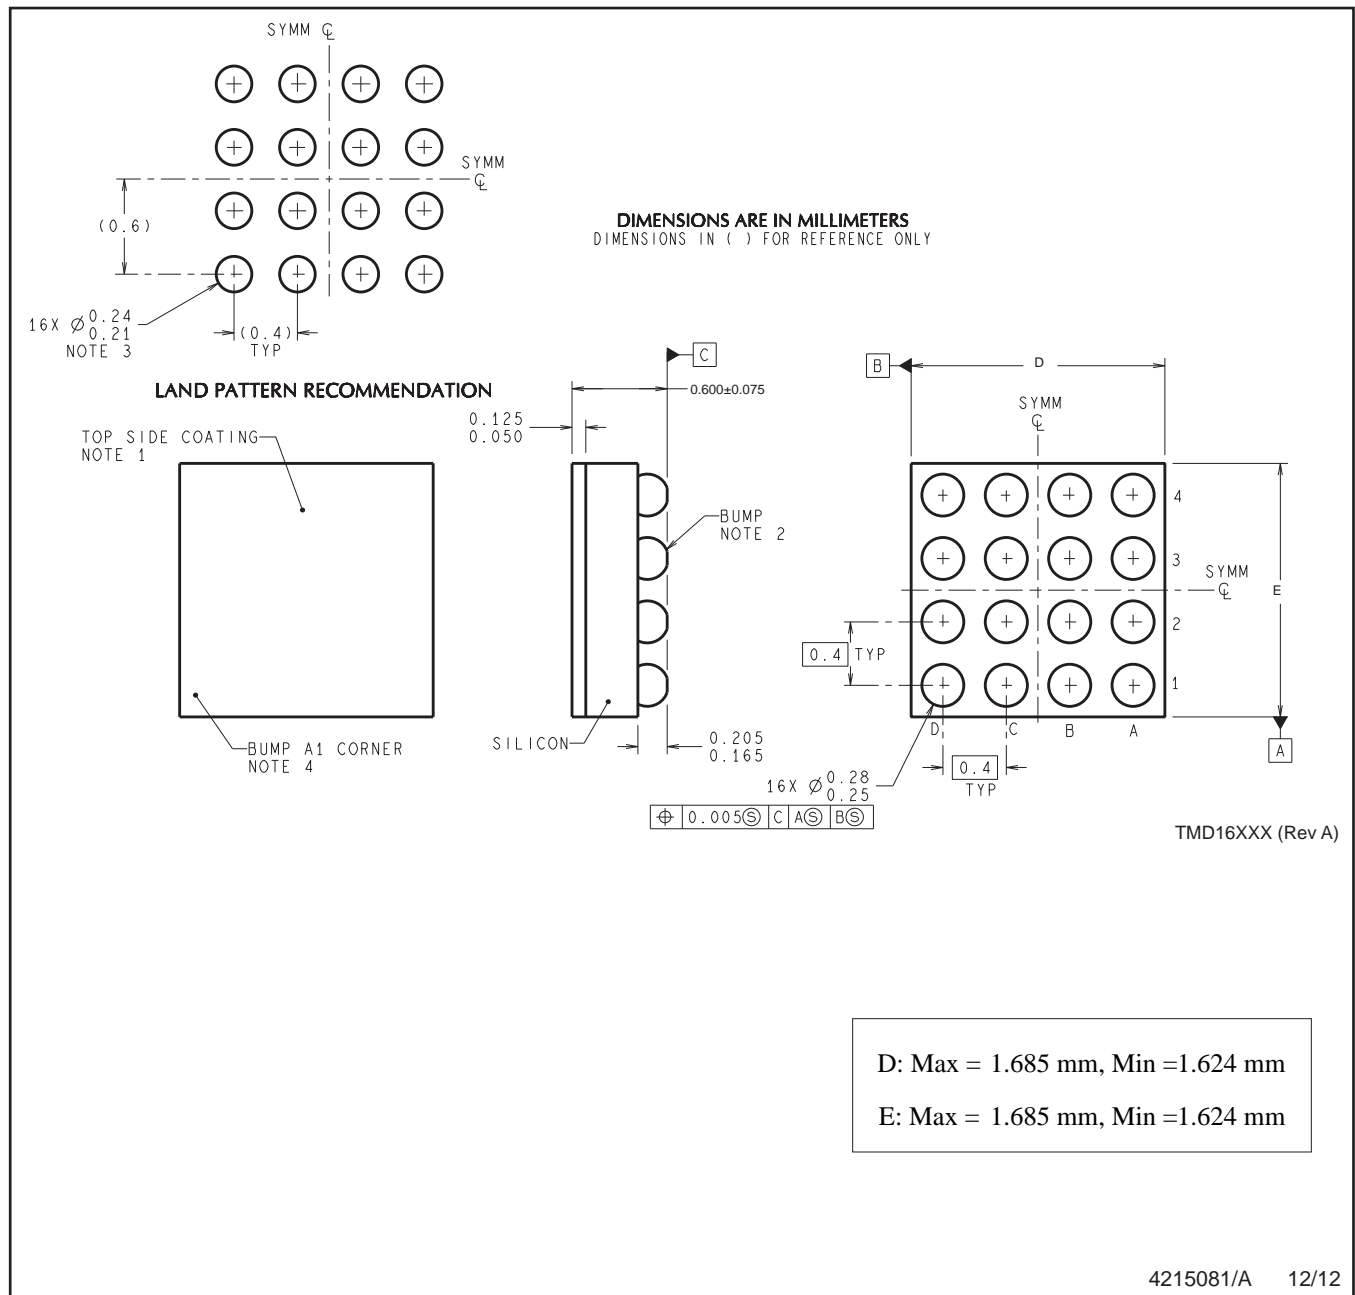 SYMM ℄
SYMM
℄
(0.6)
DIMENSIONS ARE IN MILLIMETERS
DIMENSIONS IN ( ) FOR REFERENCE ONLY
16X Ø 0.24
0.21
NOTE 3
(0.4)
TYP
LAND PATTERN RECOMMENDATION
C
0.600±0.075
B
D
SYMM
℄
0.125
0.050
TOP SIDE COATING
NOTE 1
BUMP
NOTE 2
4
3
SYMM
℄
E
2
0.4 TYP
1
BUMP A1 CORNER
NOTE 4
SILICON
0.205
0.165
D C B A
A
16X Ø 0.28
0.25
0.4
TYP
⌖ 0.005Ⓢ C AⓈ BⓈ
TMD16XXX (Rev A)
D: Max = 1.685 mm, Min =1.624 mm
E: Max = 1.685 mm, Min =1.624 mm
4215081/A 12/12